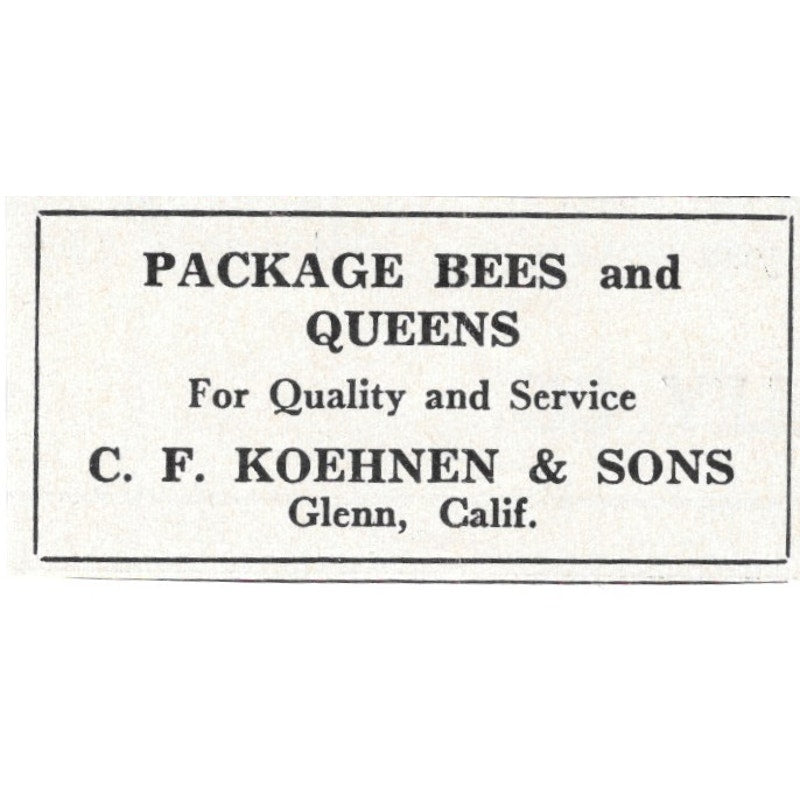 PACKAGE BEES and
QUEENS
For Quality and Service
C. F. KOEHNEN & SONS
Glenn, Calif.